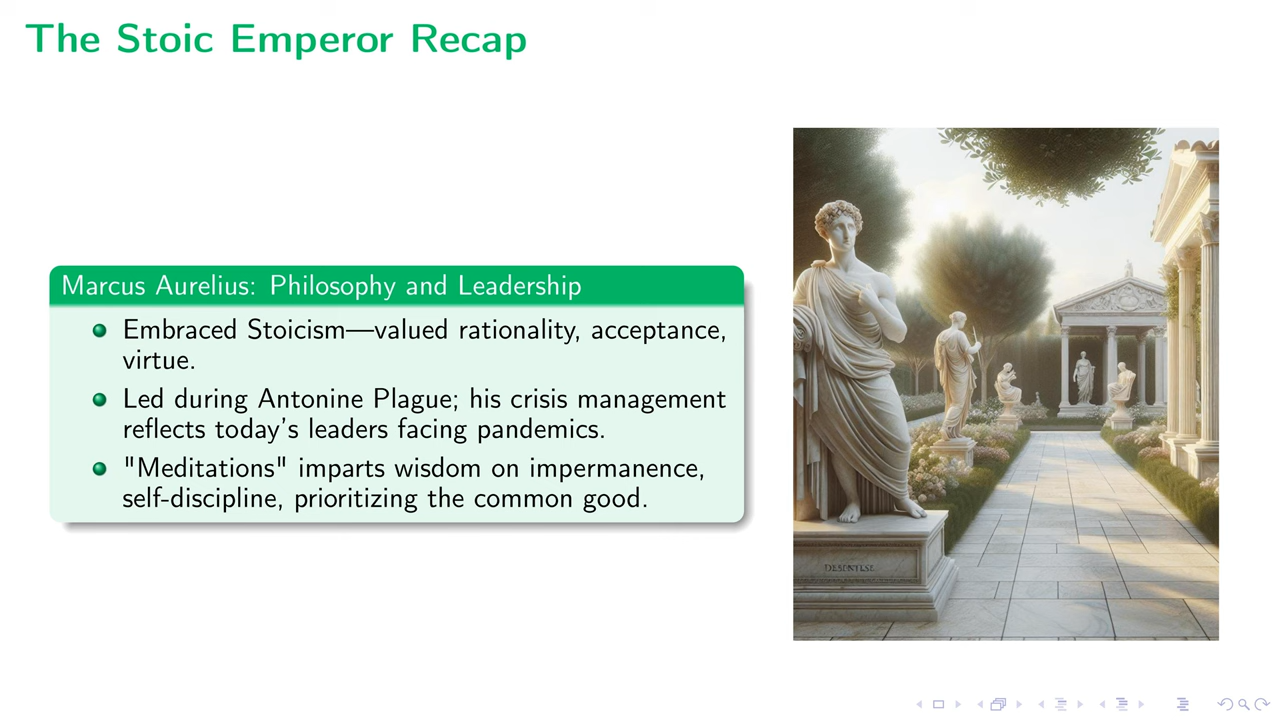 The Stoic Emperor Recap
Marcus Aurelius: Philosophy and Leadership
Embraced Stoicism—valued rationality, acceptance,
virtue.
Led during Antonine Plague; his crisis management
reflects today's leaders facing pandemics.
"Meditations" imparts wisdom on impermanence,
self-discipline, prioritizing the common good.